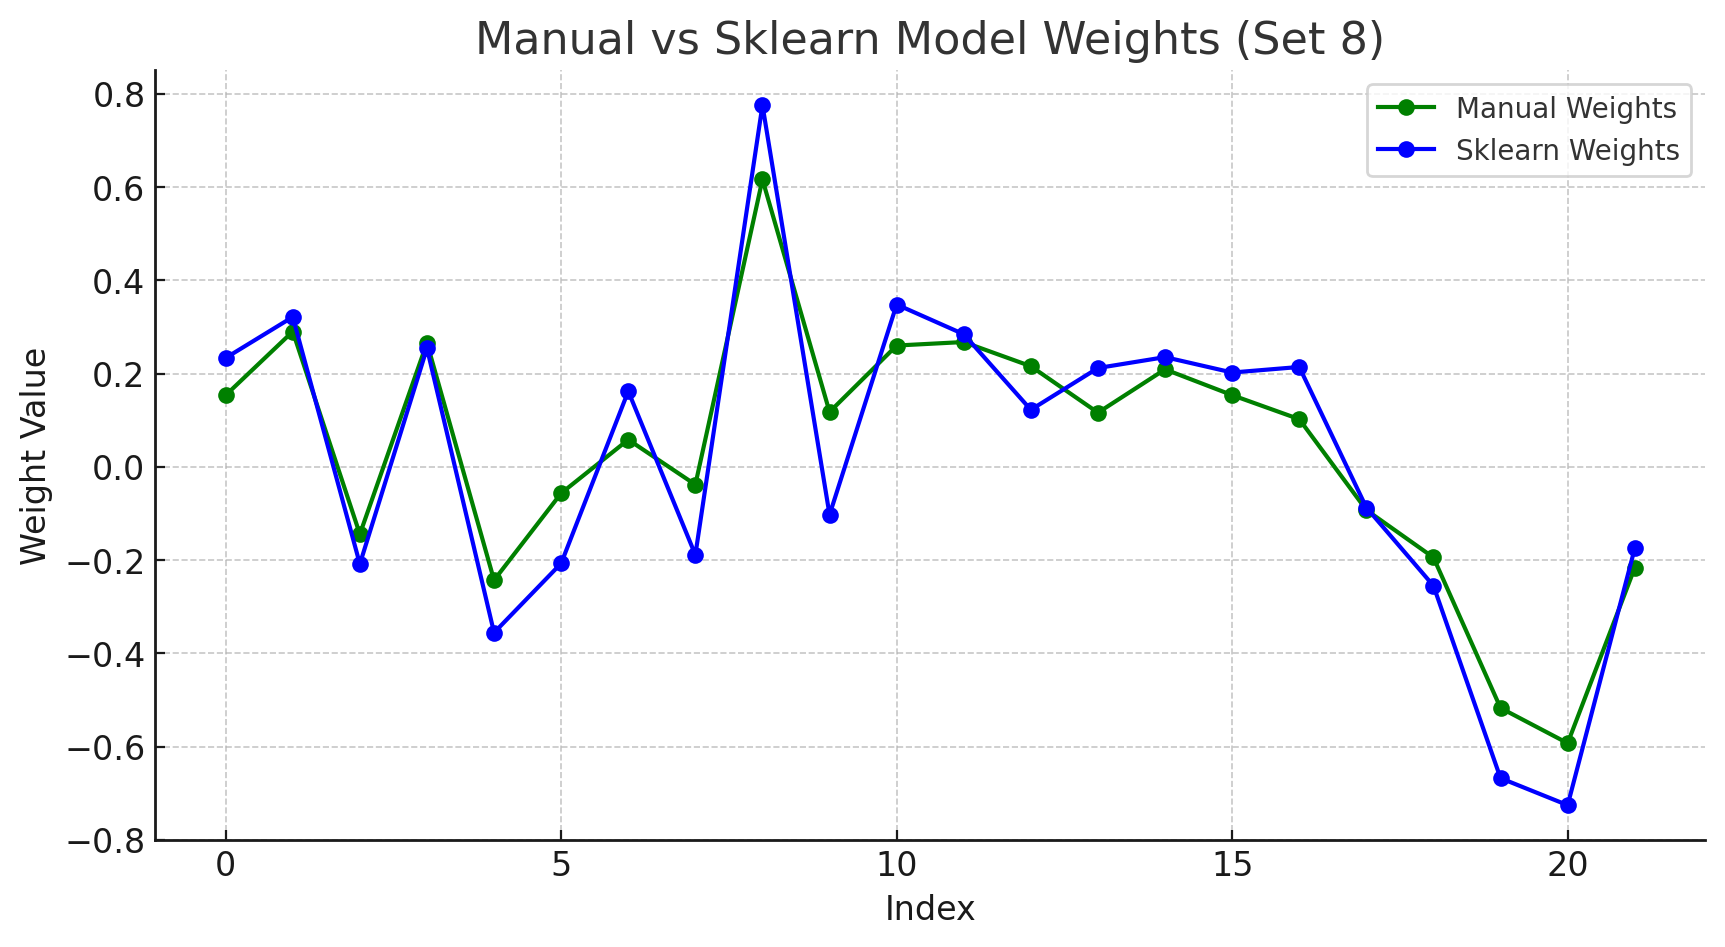 Manual vs Sklearn Model Weights (Set 8)
Manual Weights
Sklearn Weights
Weight Value
0.8
0.6
0.4
0.2
0.0
−0.2
−0.4
−0.6
−0.8
0 5 10 15 20
Index